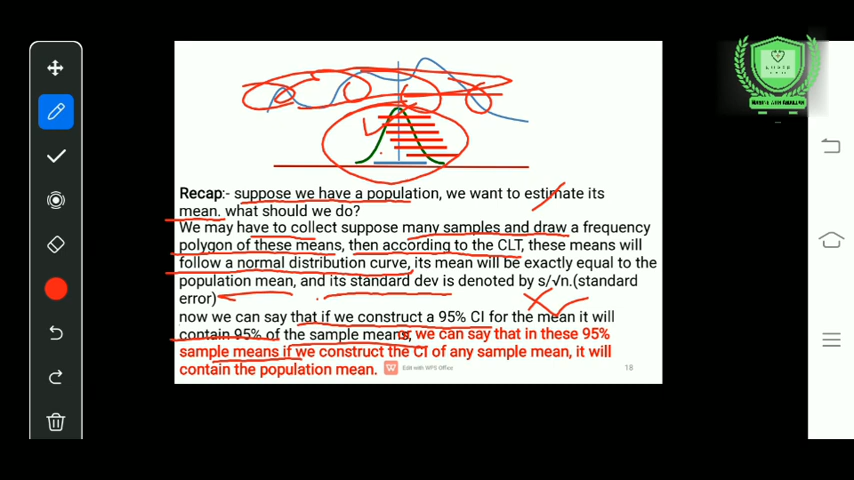 Recap:- suppose we have a population, we want to estimate its
mean. what should we do?
We may have to collect suppose many samples and draw a frequency
polygon of these means, then according to the CLT, these means will
follow a normal distribution curve, its mean will be exactly equal to the
population mean, and its standard dev is denoted by s/√n.(standard
error)
now we can say that if we construct a 95% CI for the mean it will
contain 95% of the sample means, or we can say that in these 95%
sample means if we construct the CI of any sample mean, it will
contain the population mean.
Edit with WPS Office
18